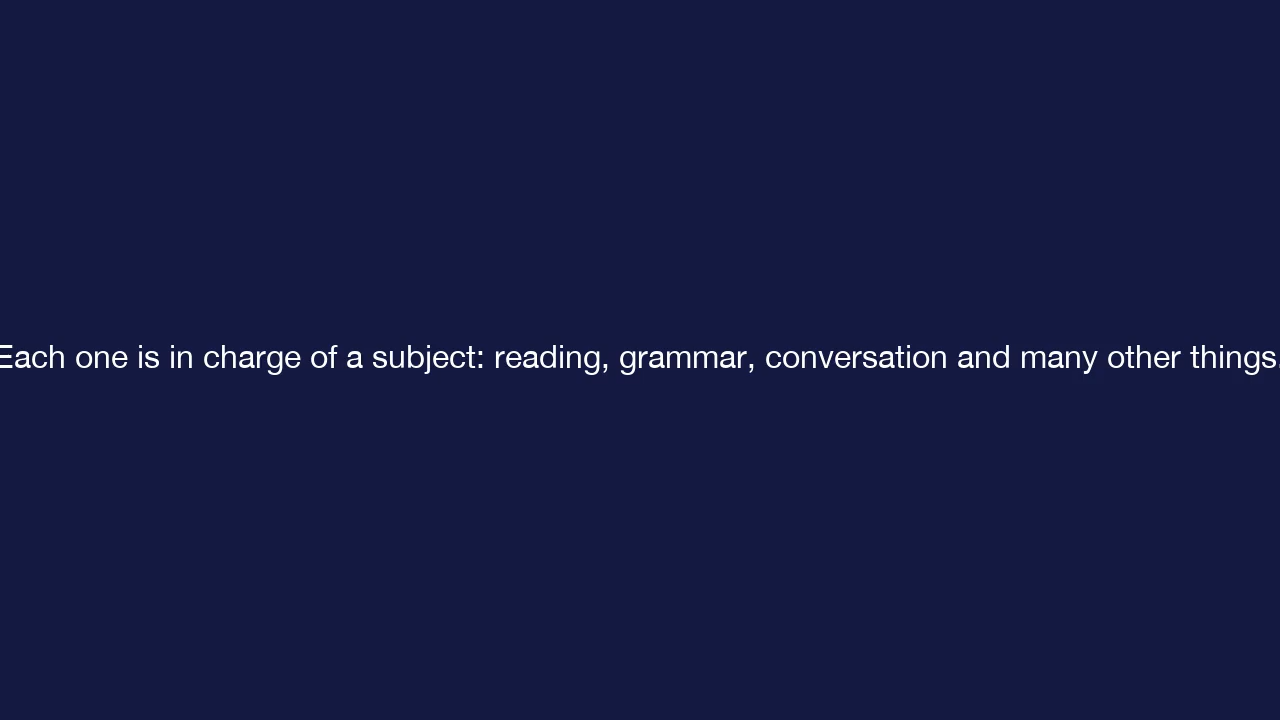 Each one is in charge of a subject: reading, grammar, conversation and many other things.